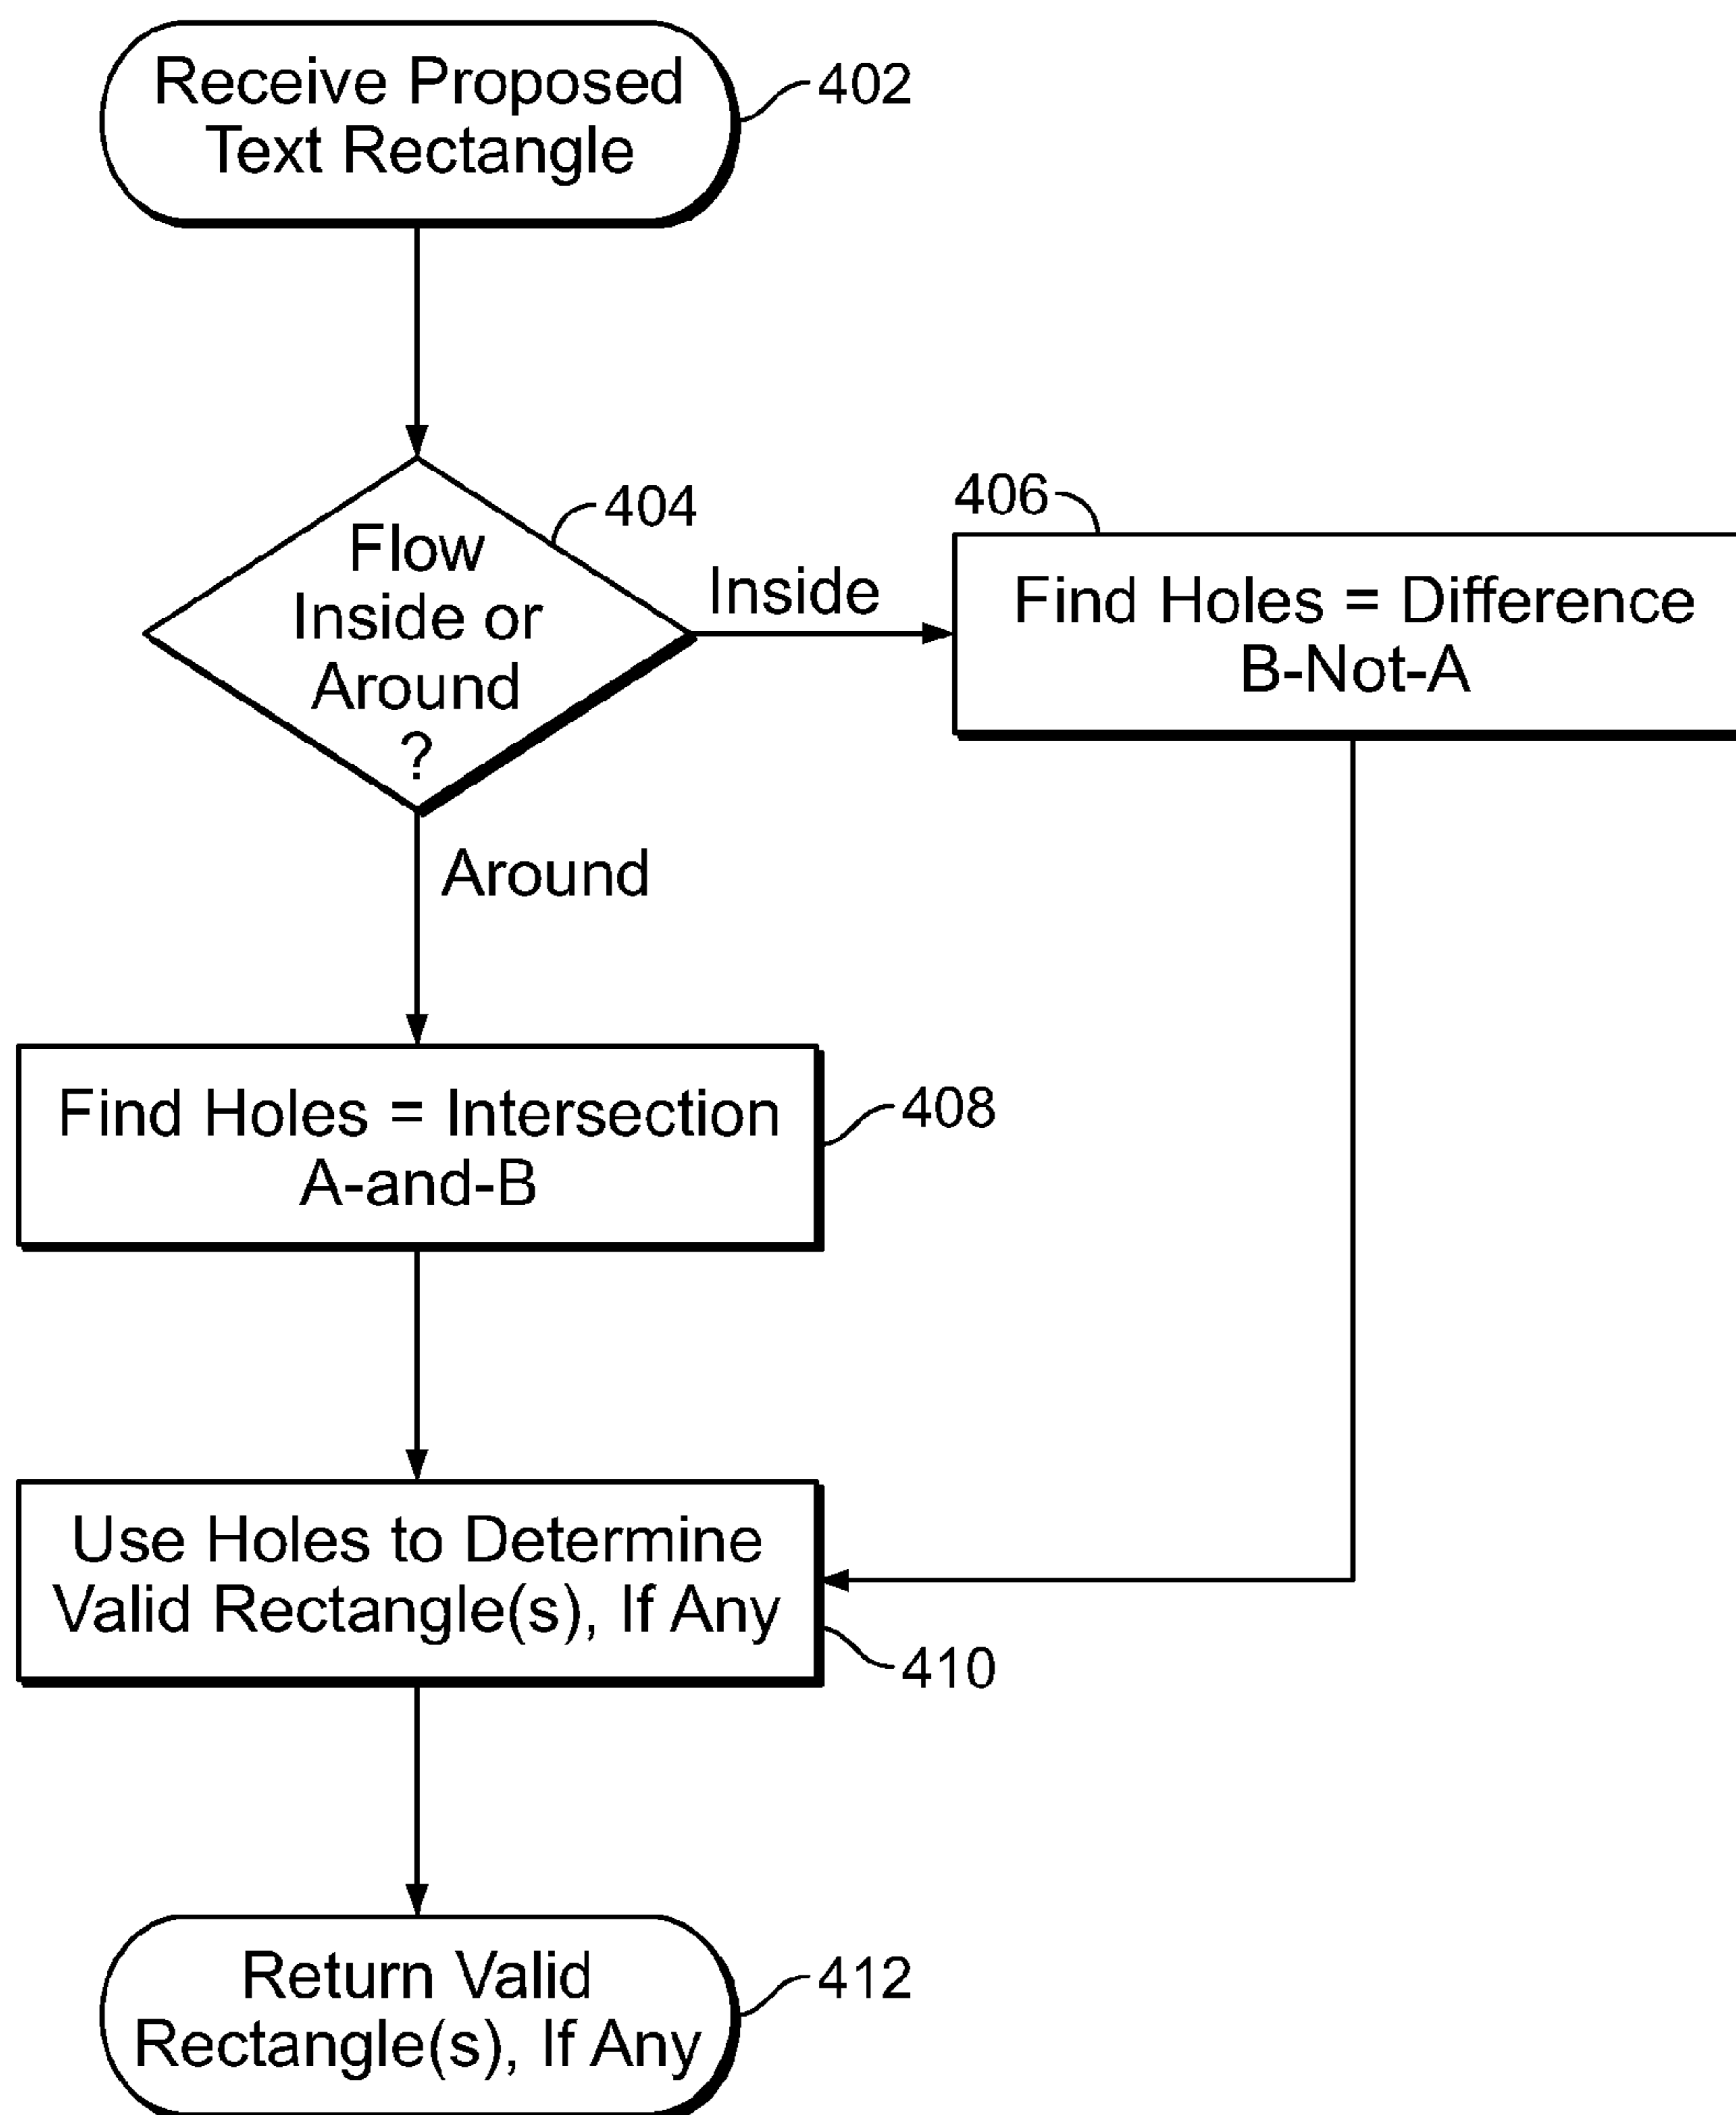 Receive Proposed
Text Rectangle
402
404
Flow
Inside or
Around
?
Inside
406
Find Holes = Difference
B-Not-A
Around
Find Holes = Intersection
A-and-B
408
Use Holes to Determine
Valid Rectangle(s), If Any
410
Return Valid
Rectangle(s), If Any
412